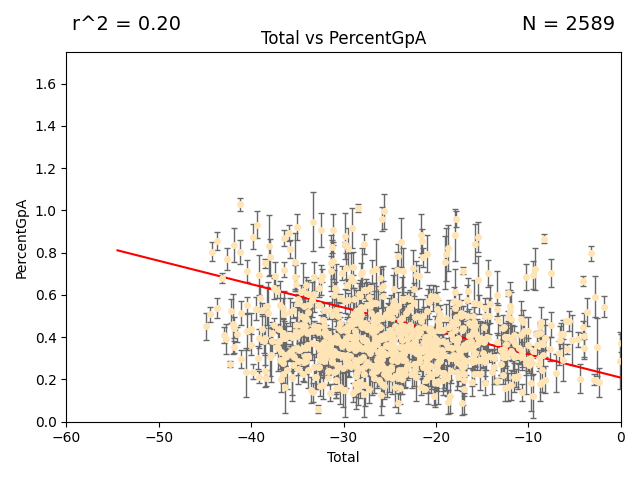 r^2 = 0.20
N = 2589
Total vs PercentGpA
PercentGpA
1.6
1.4
1.2
1.0
0.8
0.6
0.4
0.2
0.0
−60 −50 −40 −30 −20 −10 0
Total